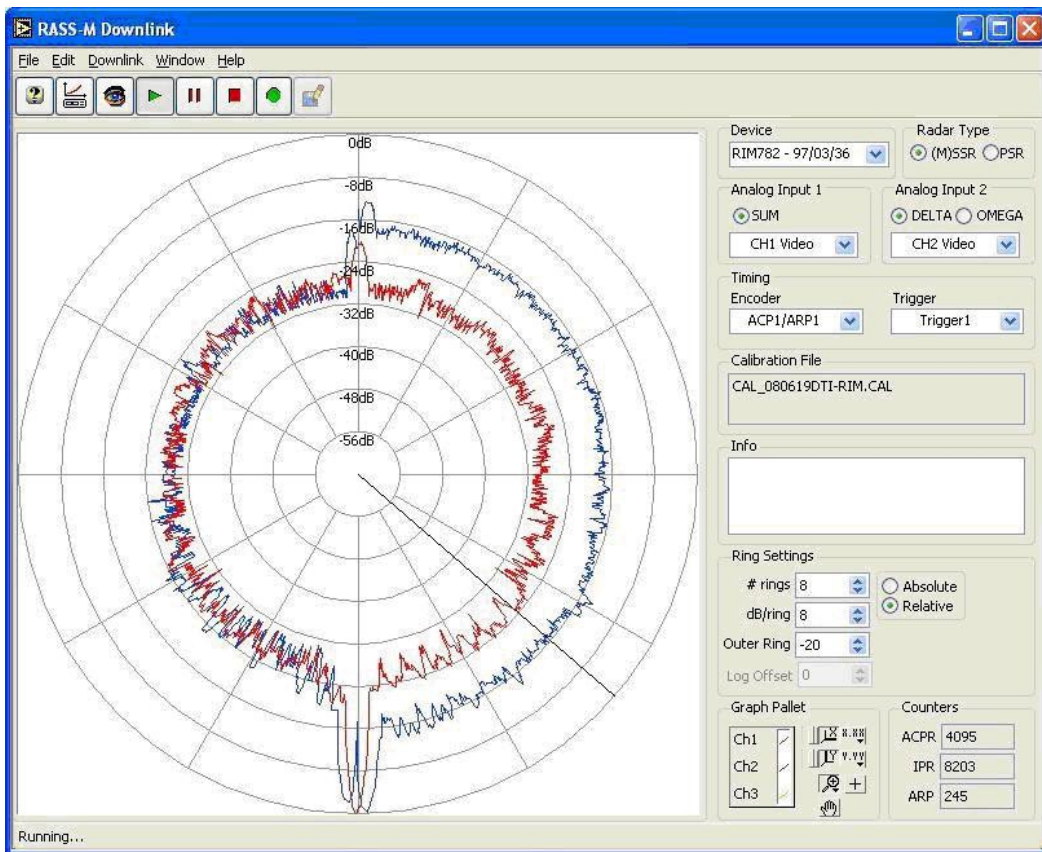 RASS-M Downlink
File Edit Downlink Window Help
0dB
-8dB
-16dB
-24dB
-32dB
-40dB
-48dB
-56dB
Device
RIM782 - 97/03/36
Radar Type
(M)SSR PSR
Analog Input 1
SUM
CH1 Video
Analog Input 2
DELTA OMEGA
CH2 Video
Timing
Encoder
ACP1/ARP1
Trigger
Trigger1
Calibration File
CAL_080619DTI-RIM.CAL
Info
Ring Settings
# rings 8
dB/ring 8
Outer Ring -20
Log Offset 0
Absolute
Relative
Graph Pallet
Ch1
Ch2
Ch3
X X.XX
Y Y.YY
Counters
ACPR 4095
IPR 8203
ARP 245
Running...